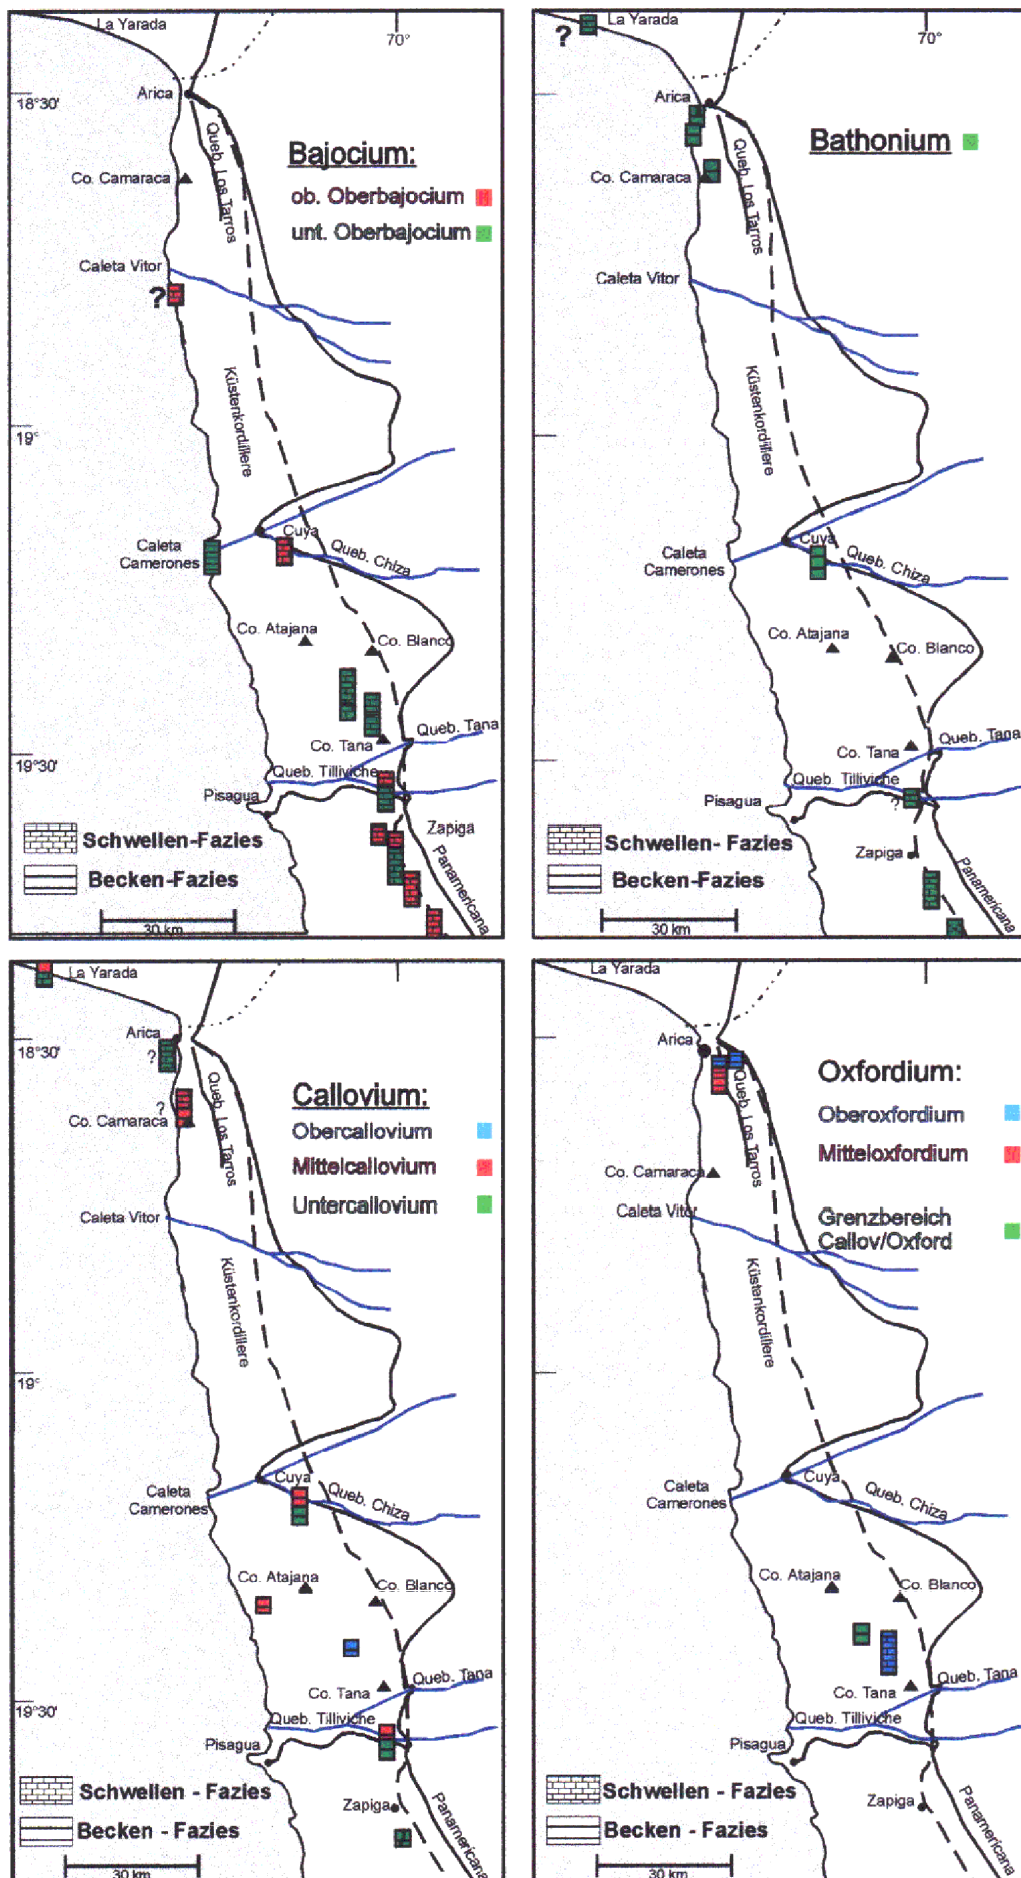 La Yarada
70°
18°30'
Arica
Queb. Los Tarros
Bajocium:
ob. Oberbajocium
unt. Oberbajocium
Co. Camaraca
Caleta Vitor
?
Küstenkordillere
19°
Cuya
Caleta
Camerones
Queb. Chiza
Co. Atajana
Co. Blanco
Queb. Tana
Co. Tana
19°30'
Queb. Tilliviche
Pisagua
Zapiga
Schwellen-Fazies
Becken-Fazies
Panamericana
30 km
La Yarada
?
70°
Arica
Queb. Los Tarros
Bathonium
Co. Camaraca
Caleta Vitor
Küstenkordillere
Cuya
Caleta
Camerones
Queb. Chiza
Co. Atajana
Co. Blanco
Queb. Tana
Co. Tana
Queb. Tilliviche
Pisagua
?
Zapiga
Schwellen- Fazies
Becken-Fazies
Panamericana
30 km
La Yarada
Arica
18°30'
?
Queb. Los Tarros
Callovium:
Obercallovium
Mittelcallovium
Untercallovium
?
Co. Camaraca
Caleta Vitor
Küstenkordillere
19°
Cuya
Caleta
Camerones
Queb. Chiza
Co. Atajana
Co. Blanco
Queb. Tana
Co. Tana
19°30'
Queb. Tilliviche
Pisagua
Schwellen - Fazies
Zapiga
Becken - Fazies
Panamericana
30 km
La Yarada
Arica
Queb. Los Tarros
Oxfordium:
Oberoxfordium
Mitteloxfordium
Grenzbereich
Callov/Oxford
Co. Camaraca
Caleta Vitor
Küstenkordillere
Cuya
Caleta
Camerones
Queb. Chiza
Co. Atajana
Co. Blanco
Queb. Tana
Co. Tana
Queb. Tilliviche
Pisagua
Schwellen - Fazies
Zapiga
Becken - Fazies
Panamericana
30 km